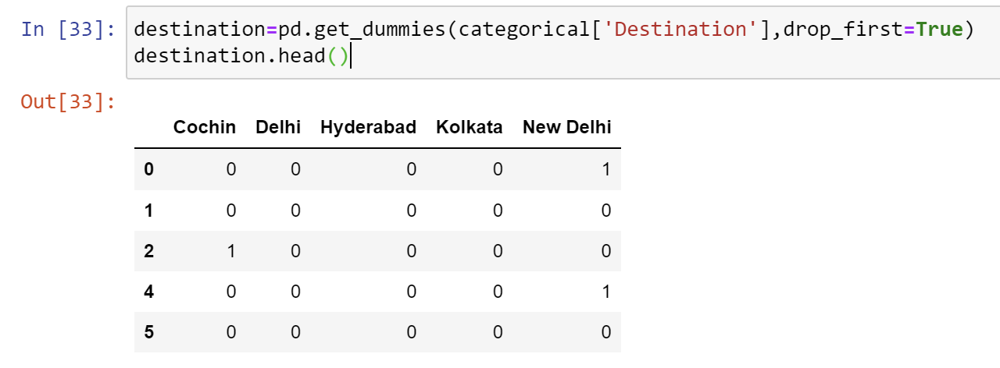 In [33]: destination=pd.get_dummies(categorical['Destination'],drop_first=True)
destination.head()
Out[33]:
Cochin Delhi Hyderabad Kolkata New Delhi
0 0 0 0 0 1
1 0 0 0 0 0
2 1 0 0 0 0
4 0 0 0 0 1
5 0 0 0 0 0